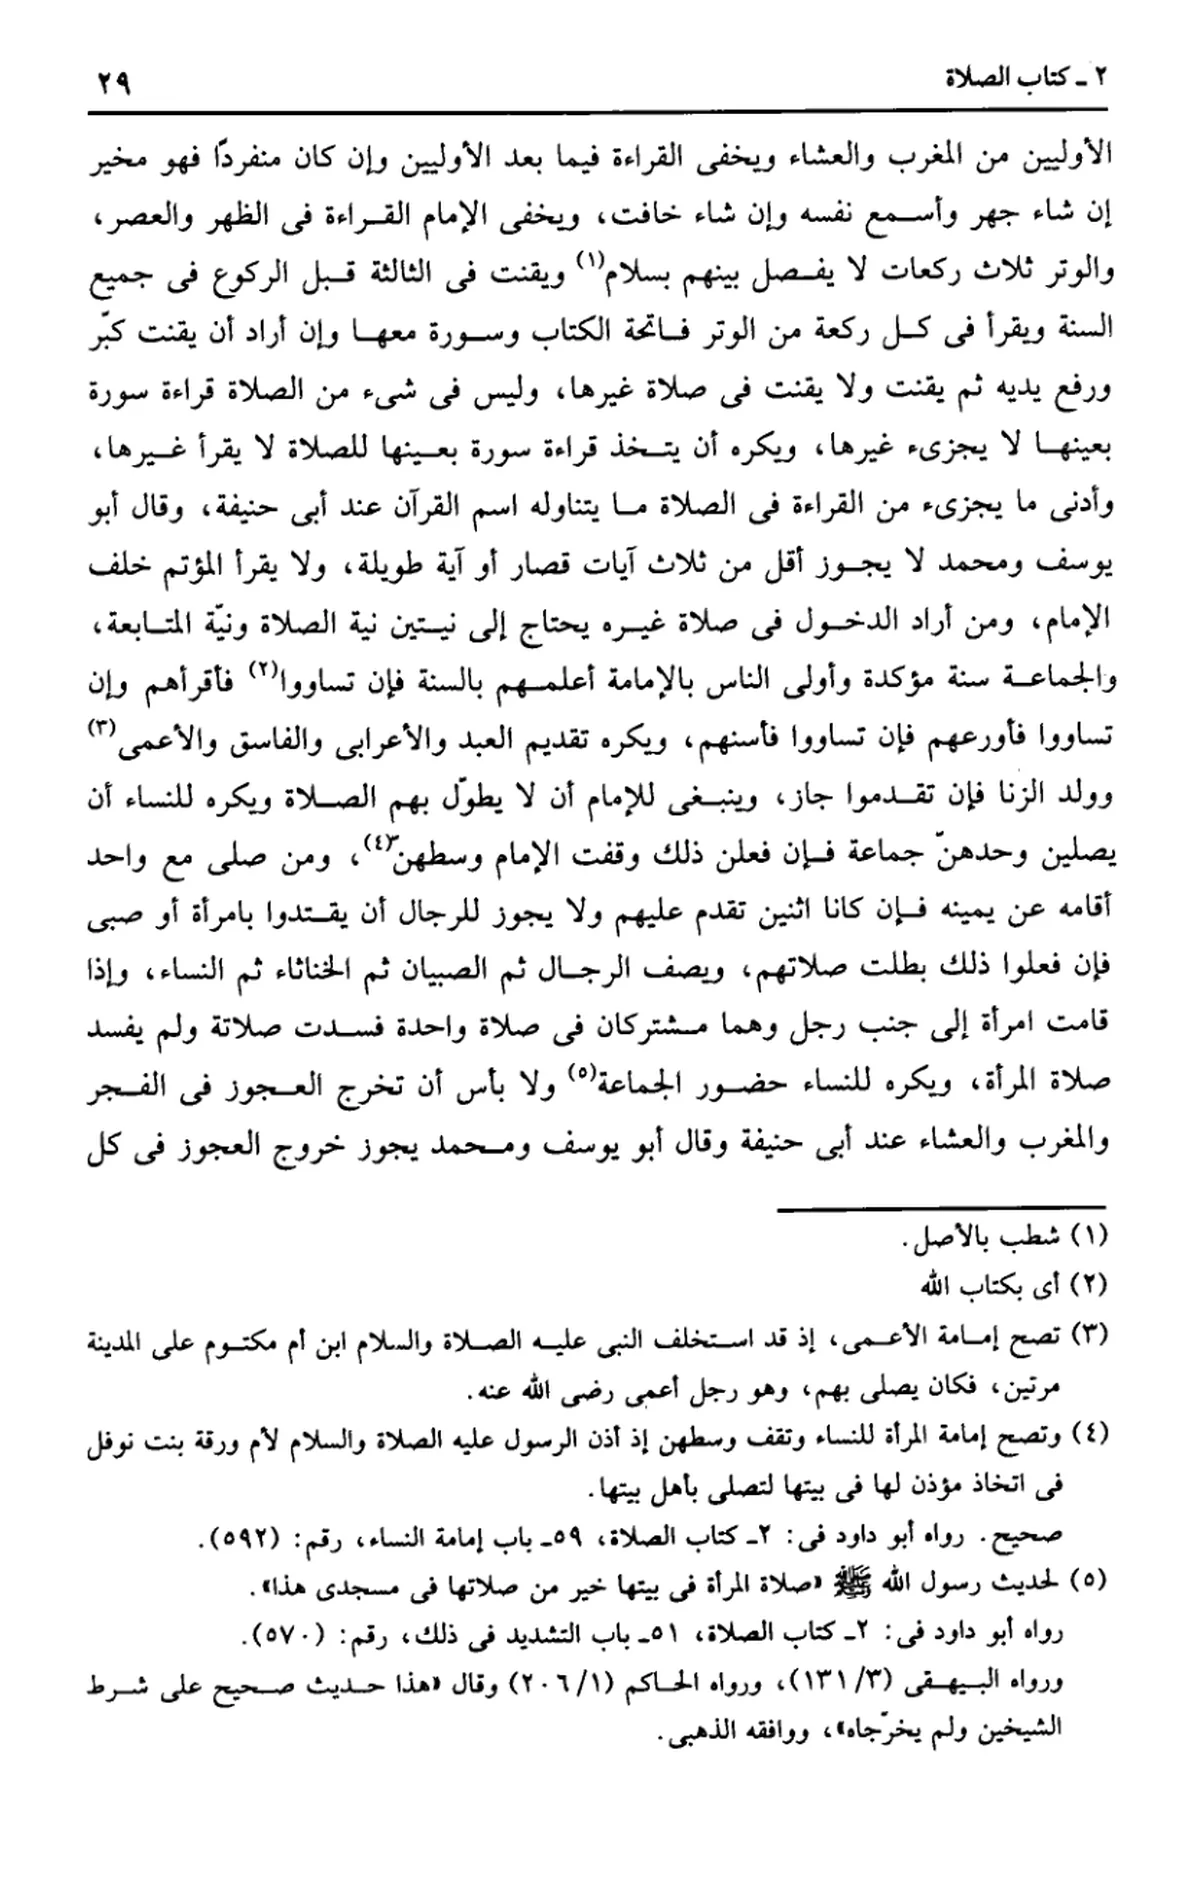 ٢ ـ كتاب الصلاة ٢٩
الأوليين من المغرب والعشاء ويخفى القراءة فيما بعد الأوليين وإن كان منفردًا فهو مخير
إن شاء جهر وأسمع نفسه وإن شاء خافت، ويخفى الإمام القراءة فى الظهر والعصر،
والوتر ثلاث ركعات لا يفصل بينهم بسلام(١) ويقنت فى الثالثة قبل الركوع فى جميع
السنة ويقرأ فى كل ركعة من الوتر فاتحة الكتاب وسورة معها وإن أراد أن يقنت كبّر
ورفع يديه ثم يقنت ولا يقنت فى صلاة غيرها، وليس فى شىء من الصلاة قراءة سورة
بعينها لا يجزىء غيرها، ويكره أن يتخذ قراءة سورة بعينها للصلاة لا يقرأ غيرها،
وأدنى ما يجزىء من القراءة فى الصلاة ما يتناوله اسم القرآن عند أبى حنيفة، وقال أبو
يوسف ومحمد لا يجوز أقل من ثلاث آيات قصار أو آية طويلة، ولا يقرأ المؤتم خلف
الإمام، ومن أراد الدخول فى صلاة غيره يحتاج إلى نيتين نية الصلاة ونيّة المتابعة،
والجماعة سنة مؤكدة وأولى الناس بالإمامة أعلمهم بالسنة فإن تساووا(٢) فأقرأهم وإن
تساووا فأورعهم فإن تساووا فأسنهم، ويكره تقديم العبد والأعرابى والفاسق والأعمى(٣)
وولد الزنا فإن تقدموا جاز، وينبغى للإمام أن لا يطوّل بهم الصلاة ويكره للنساء أن
يصلين وحدهنّ جماعة فإن فعلن ذلك وقفت الإمام وسطهن(٤)، ومن صلى مع واحد
أقامه عن يمينه فإن كانا اثنين تقدم عليهم ولا يجوز للرجال أن يقتدوا بامرأة أو صبى
فإن فعلوا ذلك بطلت صلاتهم، ويصف الرجال ثم الصبيان ثم الخناثاء ثم النساء، وإذا
قامت امرأة إلى جنب رجل وهما مشتركان فى صلاة واحدة فسدت صلاتة ولم يفسد
صلاة المرأة، ويكره للنساء حضور الجماعة(٥) ولا بأس أن تخرج العجوز فى الفجر
والمغرب والعشاء عند أبى حنيفة وقال أبو يوسف ومحمد يجوز خروج العجوز فى كل
(١) شطب بالأصل.
(٢) أى بكتاب الله
(٣) تصح إمامة الأعمى، إذ قد استخلف النبى عليه الصلاة والسلام ابن أم مكتوم على المدينة
مرتين، فكان يصلى بهم، وهو رجل أعمى رضى الله عنه.
(٤) وتصح إمامة المرأة للنساء وتقف وسطهن إذ أذن الرسول عليه الصلاة والسلام لأم ورقة بنت نوفل
فى اتخاذ مؤذن لها فى بيتها لتصلى بأهل بيتها.
صحيح. رواه أبو داود فى: ٢ـ كتاب الصلاة، ٥٩ـ باب إمامة النساء، رقم: (٥٩٢).
(٥) لحديث رسول الله ﷺ «صلاة المرأة فى بيتها خير من صلاتها فى مسجدى هذا».
رواه أبو داود فى: ٢ـ كتاب الصلاة، ٥١ـ باب التشديد فى ذلك، رقم: (٥٧٠).
ورواه البيهقى (١٣١/٣)، ورواه الحاكم (٢٠٦/١) وقال «هذا حديث صحيح على شرط
الشيخين ولم يخرّجاه»، ووافقه الذهبى.